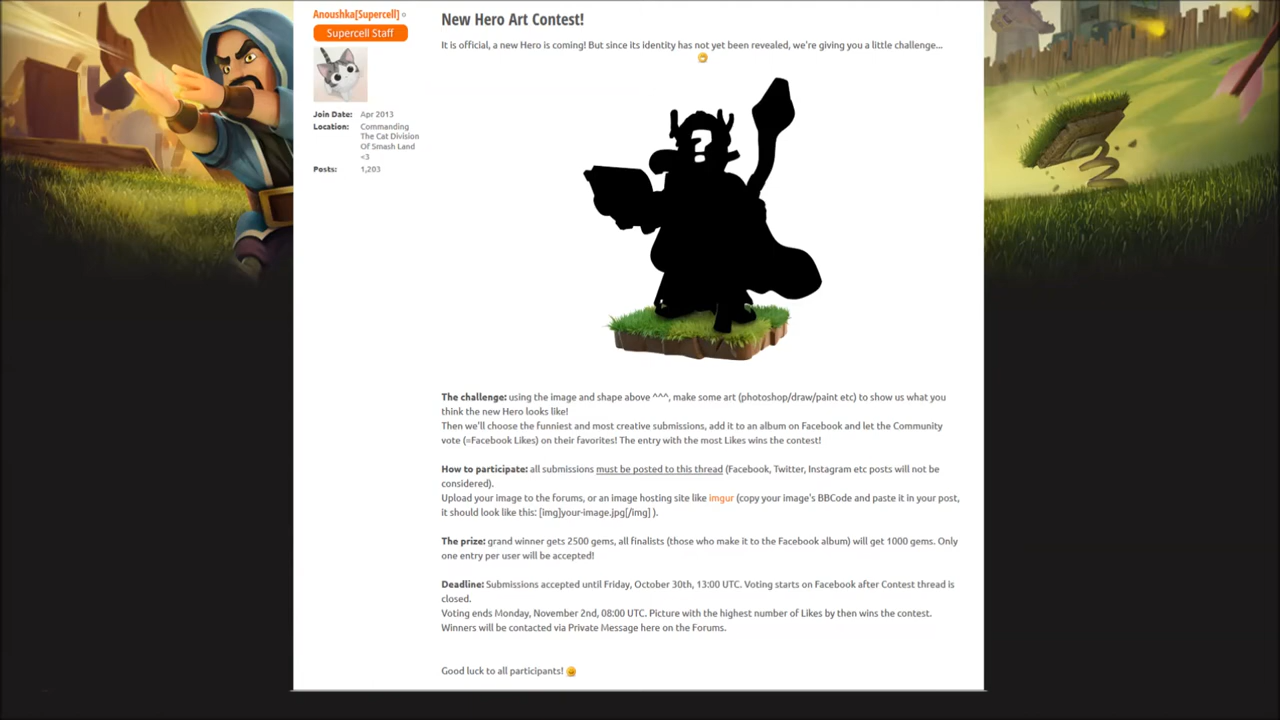 Anoushka[Supercell]
Supercell Staff
Join Date: Apr 2013
Location: Commanding
The Cat Division
Of Smash Land
<3
Posts: 1,203
New Hero Art Contest!
It is official, a new Hero is coming! But since its identity has not yet been revealed, we're giving you a little challenge...
?
The challenge: using the image and shape above ^^^, make some art (photoshop/draw/paint etc) to show us what you
think the new Hero looks like!
Then we'll choose the funniest and most creative submissions, add it to an album on Facebook and let the Community
vote (=Facebook Likes) on their favorites! The entry with the most Likes wins the contest!
How to participate: all submissions must be posted to this thread (Facebook, Twitter, Instagram etc posts will not be
considered).
Upload your image to the forums, or an image hosting site like imgur (copy your image's BBCode and paste it in your post,
it should look like this: [img]your-image.jpg[/img] ).
The prize: grand winner gets 2500 gems, all finalists (those who make it to the Facebook album) will get 1000 gems. Only
one entry per user will be accepted!
Deadline: Submissions accepted until Friday, October 30th, 13:00 UTC. Voting starts on Facebook after Contest thread is
closed.
Voting ends Monday, November 2nd, 08:00 UTC. Picture with the highest number of Likes by then wins the contest.
Winners will be contacted via Private Message here on the Forums.
Good luck to all participants!